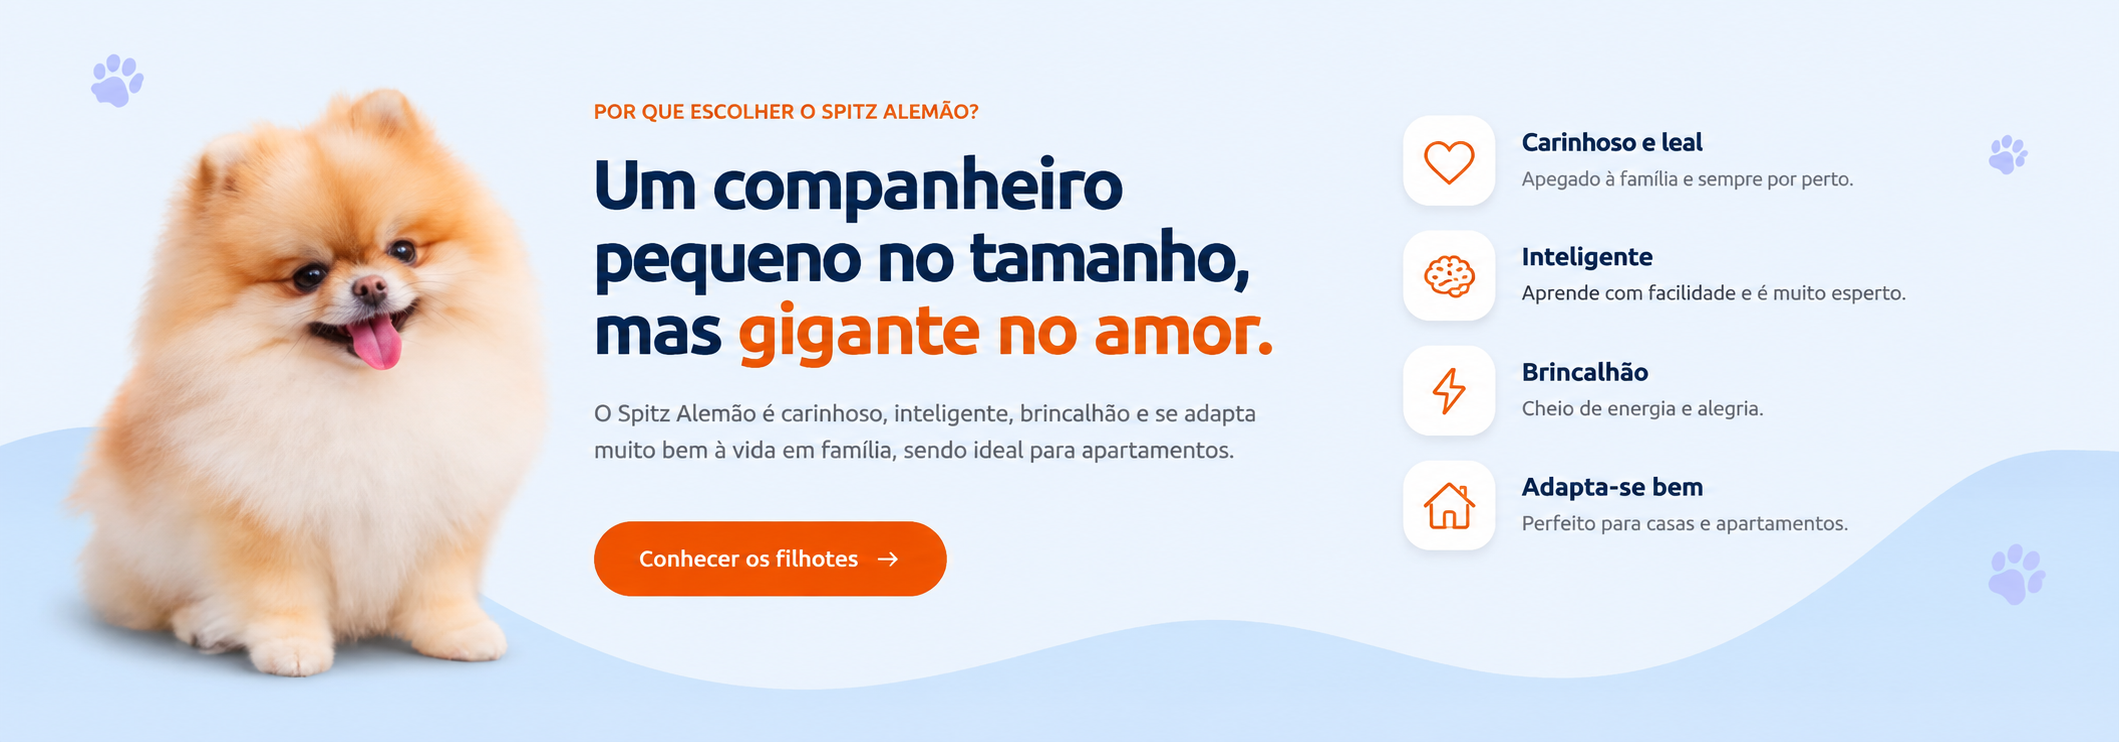 POR QUE ESCOLHER O SPITZ ALEMÃO?
Um companheiro
pequeno no tamanho,
mas gigante no amor.
O Spitz Alemão é carinhoso, inteligente, brincalhão e se adapta
muito bem à vida em família, sendo ideal para apartamentos.
Conhecer os filhotes →
Carinhoso e leal
Apegado à família e sempre por perto.
Inteligente
Aprende com facilidade e é muito esperto.
Brincalhão
Cheio de energia e alegria.
Adapta-se bem
Perfeito para casas e apartamentos.